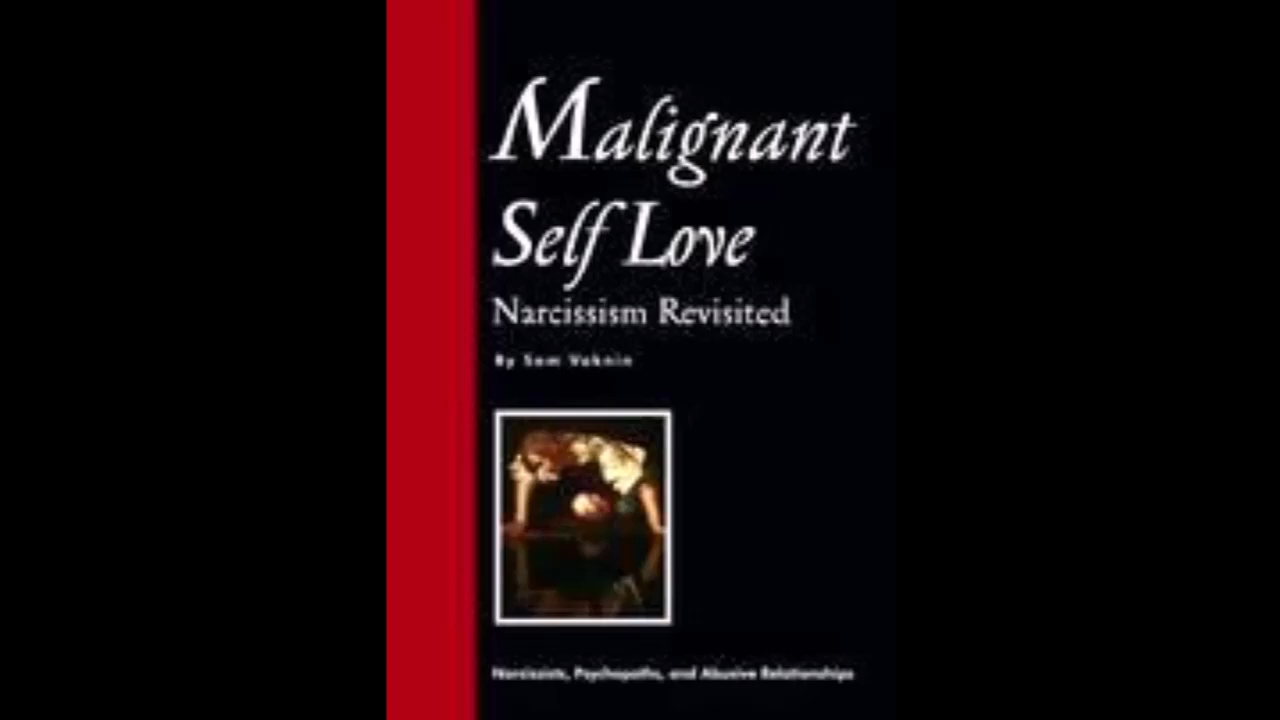 Malignant
Self Love
Narcissism Revisited
By Sam Vaknin
Narcissists, Psychopaths, and Abusive Relationships